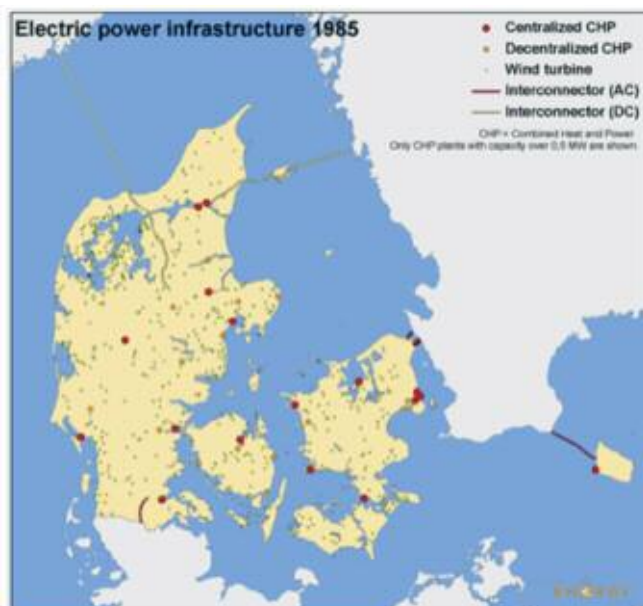 Electric power infrastructure 1985
Centralized CHP
Decentralized CHP
Wind turbine
Interconnector (AC)
Interconnector (DC)
CHP = Combined Heat and Power.
Only CHP plants with capacity over 0,5 MW are shown